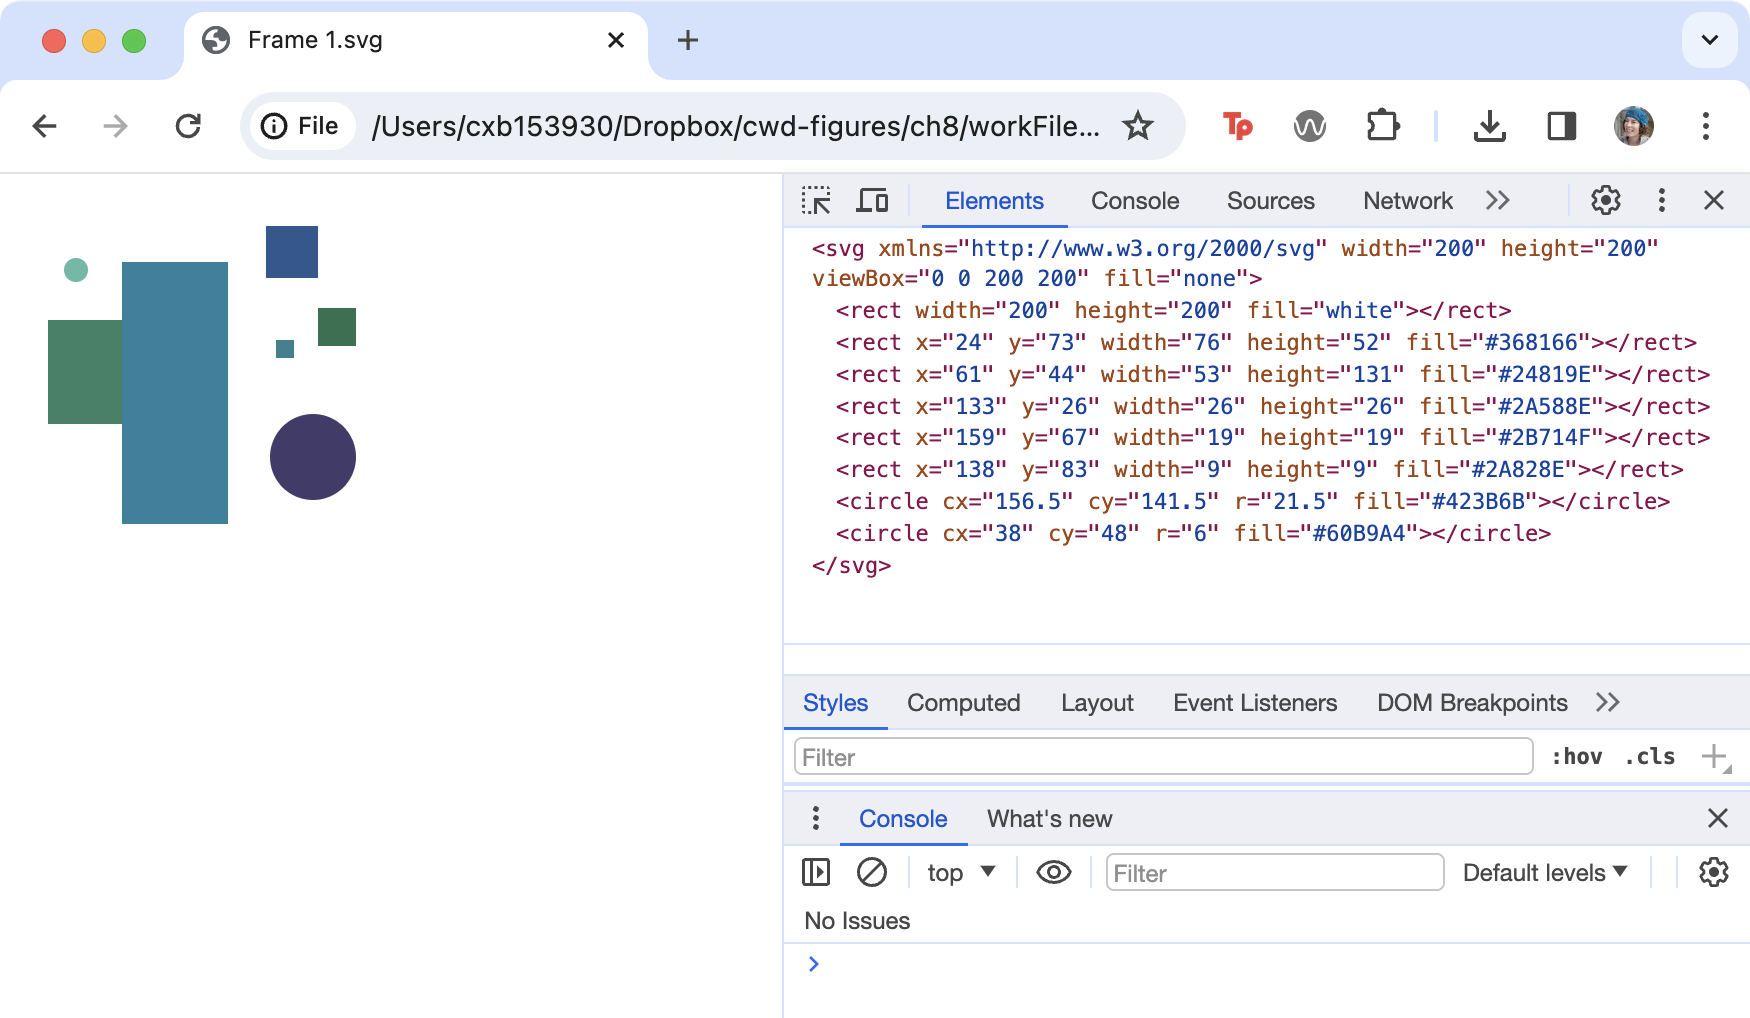 Frame 1.svg
File /Users/cxb153930/Dropbox/cwd-figures/ch8/workFile... Tp
Elements Console Sources Network
<svg xmlns="http://www.w3.org/2000/svg" width="200" height="200"
viewBox="0 0 200 200" fill="none">
<rect width="200" height="200" fill="white"></rect>
<rect x="24" y="73" width="76" height="52" fill="#368166"></rect>
<rect x="61" y="44" width="53" height="131" fill="#24819E"></rect>
<rect x="133" y="26" width="26" height="26" fill="#2A588E"></rect>
<rect x="159" y="67" width="19" height="19" fill="#2B714F"></rect>
<rect x="138" y="83" width="9" height="9" fill="#2A828E"></rect>
<circle cx="156.5" cy="141.5" r="21.5" fill="#423B6B"></circle>
<circle cx="38" cy="48" r="6" fill="#60B9A4"></circle>
</svg>
Styles Computed Layout Event Listeners DOM Breakpoints
Filter :hov .cls
Console What's new
top Filter Default levels
No Issues